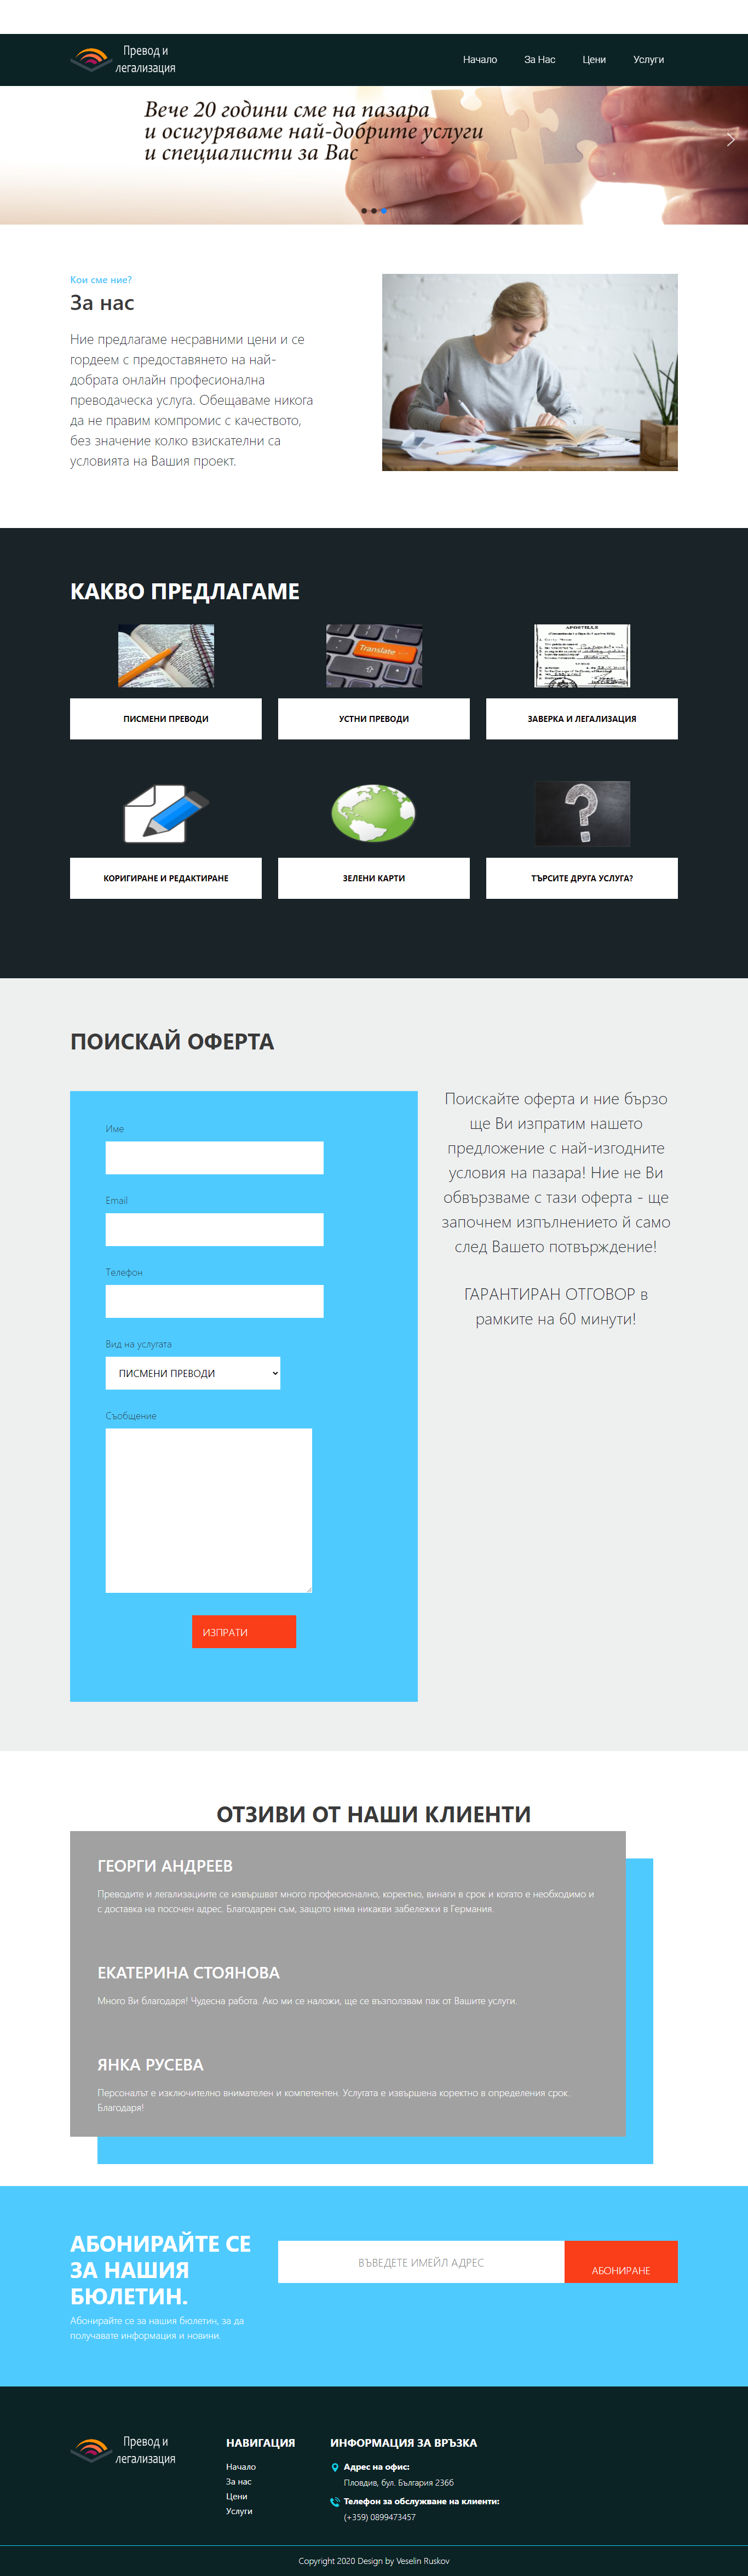 Превод и
легализация
Начало За Нас Цени Услуги
Вече 20 години сме на пазара
и осигуряваме най-добрите услуги
и специалисти за Вас
Кои сме ние?
За нас
Ние предлагаме несравними цени и се
гордеем с предоставянето на най-
добрата онлайн професионална
преводаческа услуга. Обещаваме никога
да не правим компромис с качеството,
без значение колко взискателни са
условията на Вашия проект.
КАКВО ПРЕДЛАГАМЕ
Translate
APOSTILLE
ПИСМЕНИ ПРЕВОДИ
УСТНИ ПРЕВОДИ
ЗАВЕРКА И ЛЕГАЛИЗАЦИЯ
КОРИГИРАНЕ И РЕДАКТИРАНЕ
ЗЕЛЕНИ КАРТИ
ТЪРСИТЕ ДРУГА УСЛУГА?
ПОИСКАЙ ОФЕРТА
Име
Email
Телефон
Вид на услугата
ПИСМЕНИ ПРЕВОДИ
Съобщение
ИЗПРАТИ
Поискайте оферта и ние бързо
ще Ви изпратим нашето
предложение с най-изгодните
условия на пазара! Ние не Ви
обвързваме с тази оферта - ще
започнем изпълнението й само
след Вашето потвърждение!
ГАРАНТИРАН ОТГОВОР в
рамките на 60 минути!
ОТЗИВИ ОТ НАШИ КЛИЕНТИ
ГЕОРГИ АНДРЕЕВ
Преводите и легализациите се извършват много професионално, коректно, винаги в срок и когато е необходимо и
с доставка на посочен адрес. Благодарен съм, защото няма никакви забележки в Германия.
ЕКАТЕРИНА СТОЯНОВА
Много Ви благодаря! Чудесна работа. Ако ми се наложи, ще се възползвам пак от Вашите услуги.
ЯНКА РУСЕВА
Персоналът е изключително внимателен и компетентен. Услугата е извършена коректно в определения срок.
Благодаря!
АБОНИРАЙТЕ СЕ
ЗА НАШИЯ
БЮЛЕТИН.
Абонирайте се за нашия бюлетин, за да
получавате информация и новини.
ВЪВЕДЕТЕ ИМЕЙЛ АДРЕС
АБОНИРАНЕ
Превод и
легализация
НАВИГАЦИЯ
Начало
За нас
Цени
Услуги
ИНФОРМАЦИЯ ЗА ВРЪЗКА
Адрес на офис:
Пловдив, бул. България 236б
Телефон за обслужване на клиенти:
(+359) 0899473457
Copyright 2020 Design by Veselin Ruskov